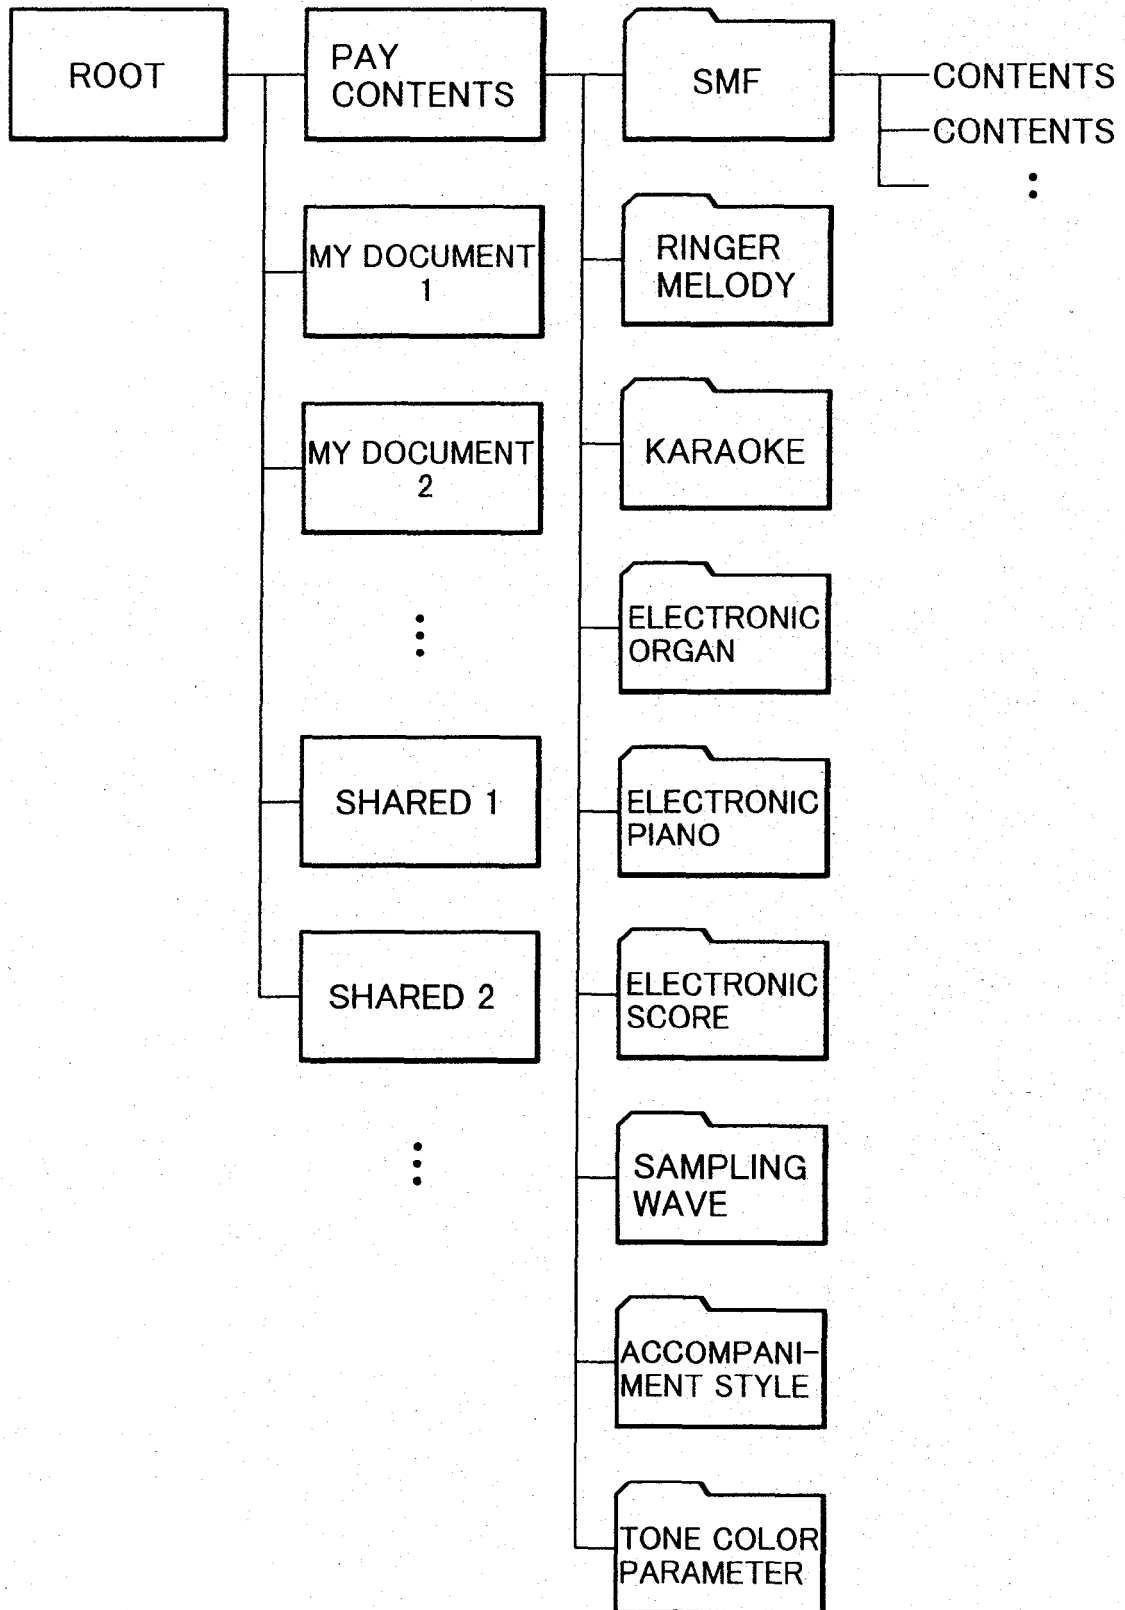 ROOT
PAY
CONTENTS
SMF
CONTENTS
CONTENTS
MY DOCUMENT
1
RINGER
MELODY
MY DOCUMENT
2
KARAOKE
ELECTRONIC
ORGAN
SHARED 1
ELECTRONIC
PIANO
SHARED 2
ELECTRONIC
SCORE
SAMPLING
WAVE
ACCOMPANI-
MENT STYLE
TONE COLOR
PARAMETER